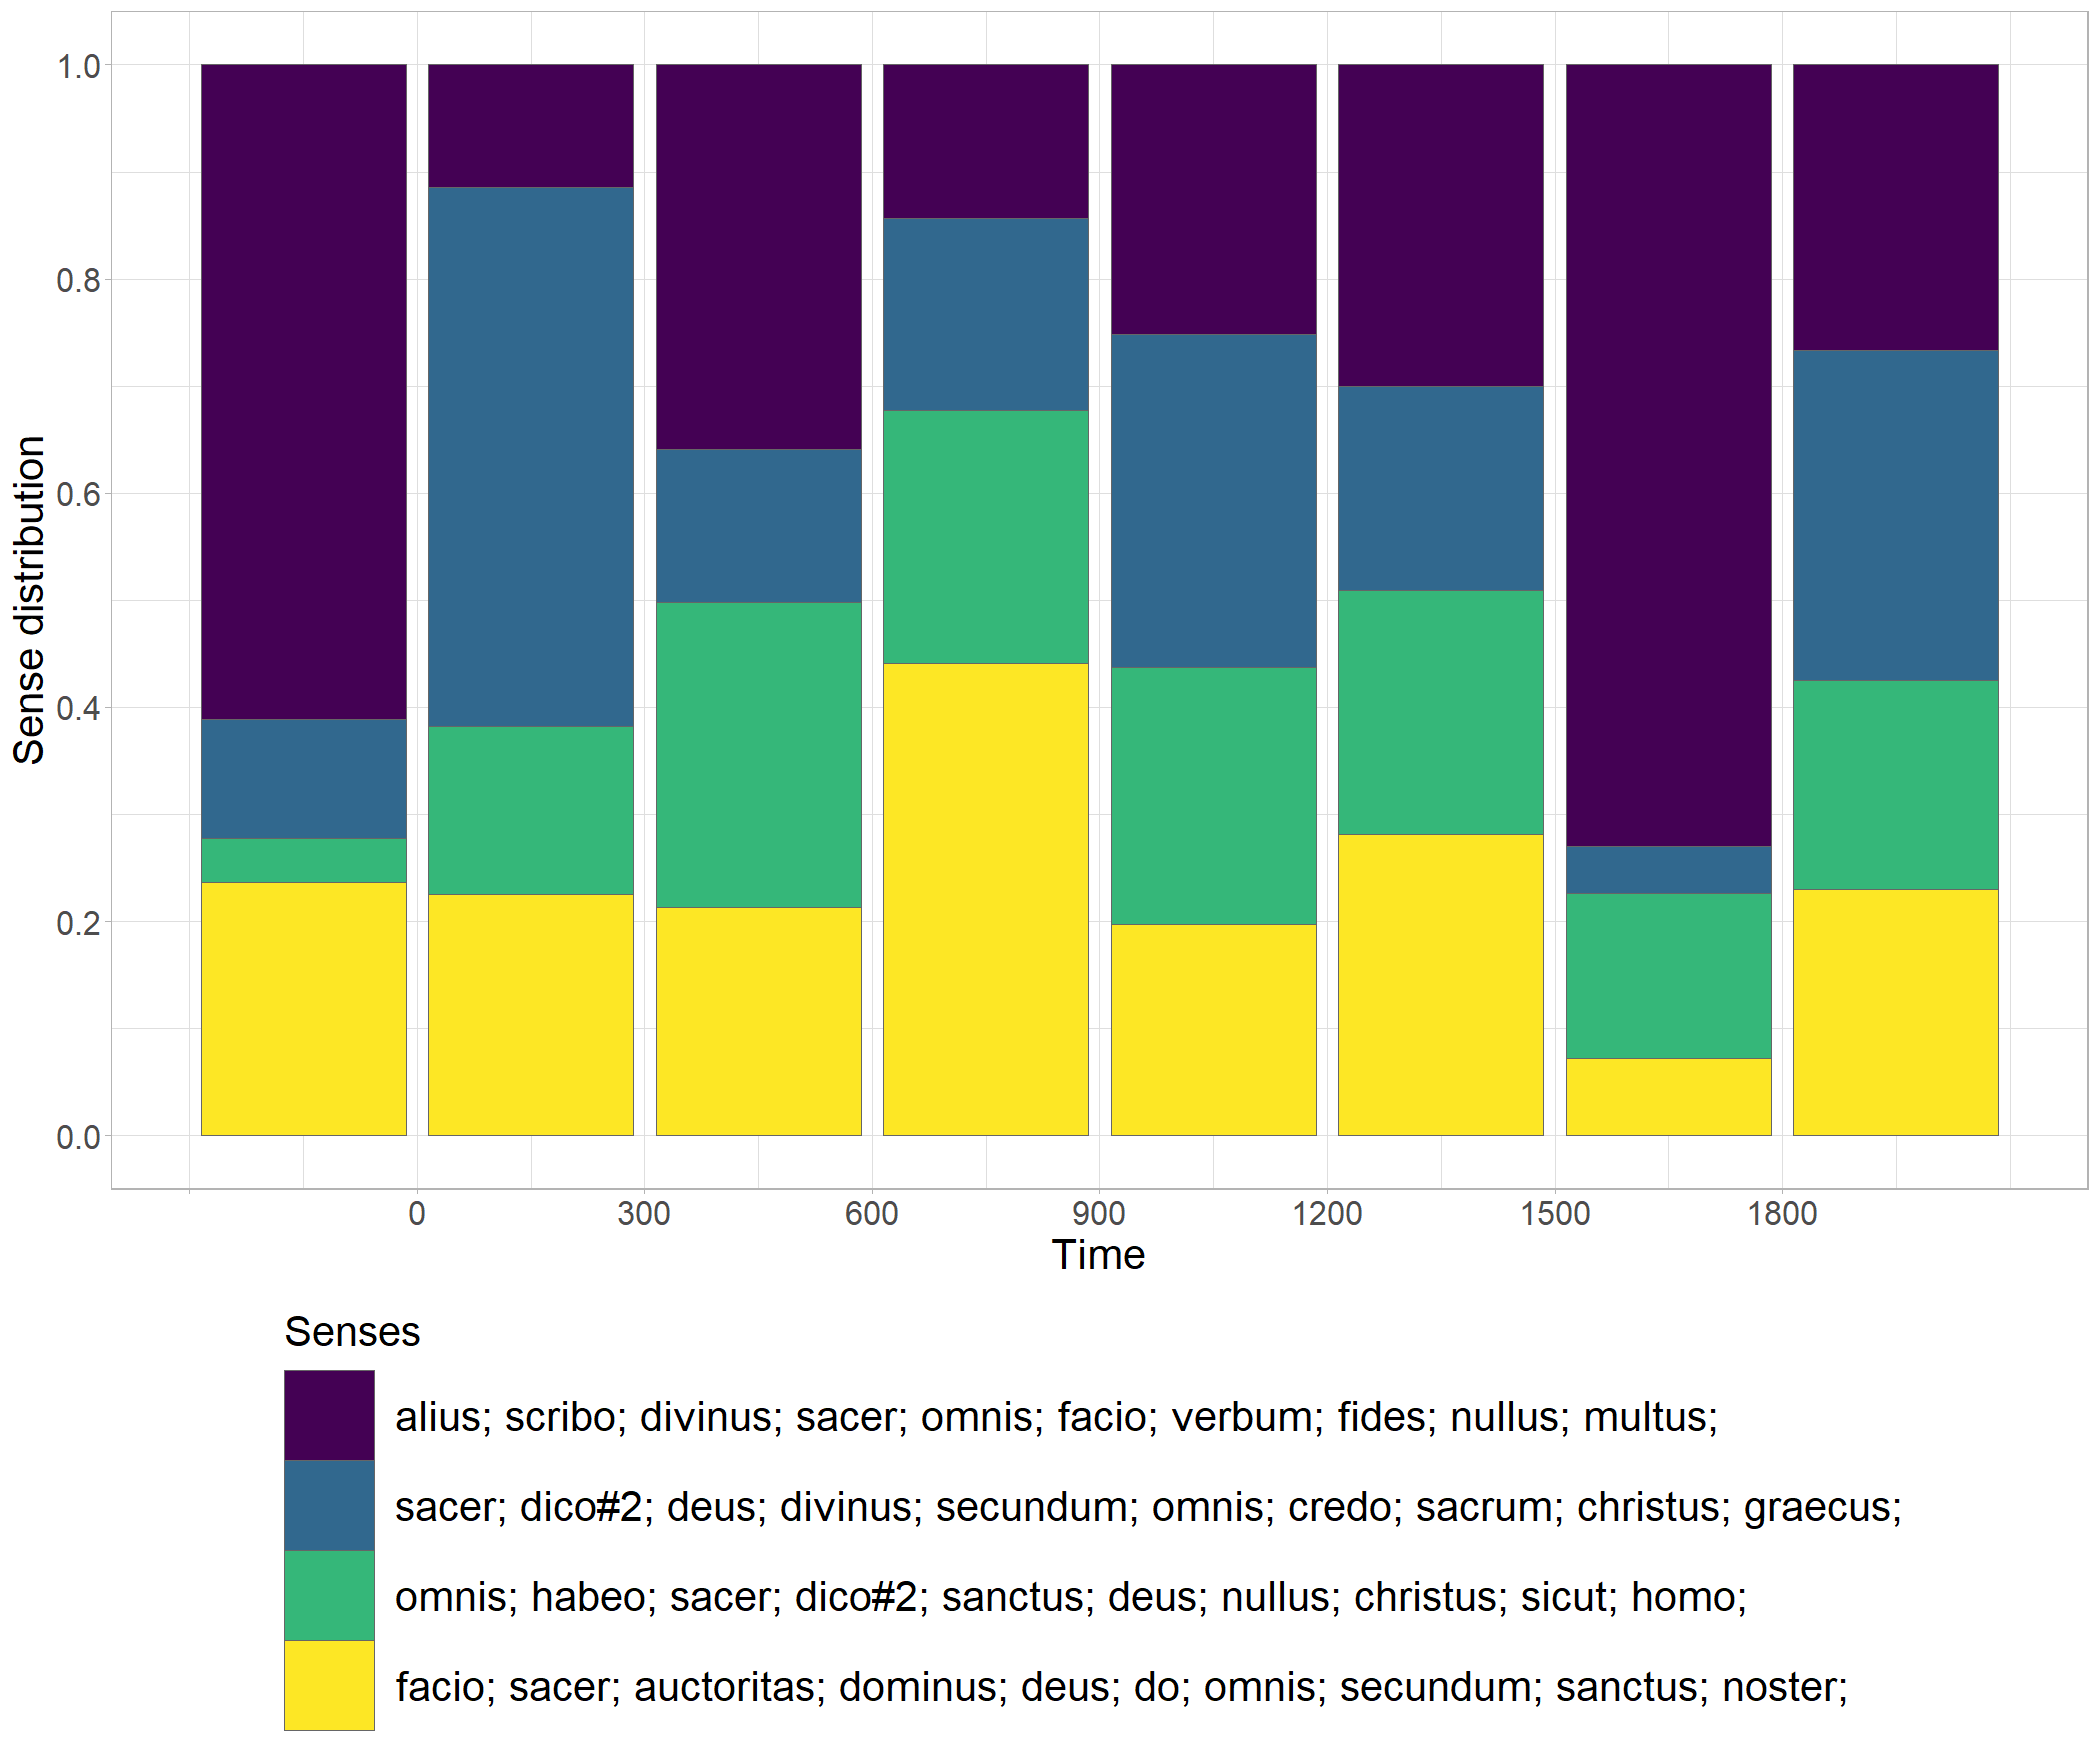 1.0
0.8
0.6
0.4
0.2
0.0
Sense distribution
0 300 600 900 1200 1500 1800
Time
Senses
alius; scribo; divinus; sacer; omnis; facio; verbum; fides; nullus; multus;
sacer; dico#2; deus; divinus; secundum; omnis; credo; sacrum; christus; graecus;
omnis; habeo; sacer; dico#2; sanctus; deus; nullus; christus; sicut; homo;
facio; sacer; auctoritas; dominus; deus; do; omnis; secundum; sanctus; noster;